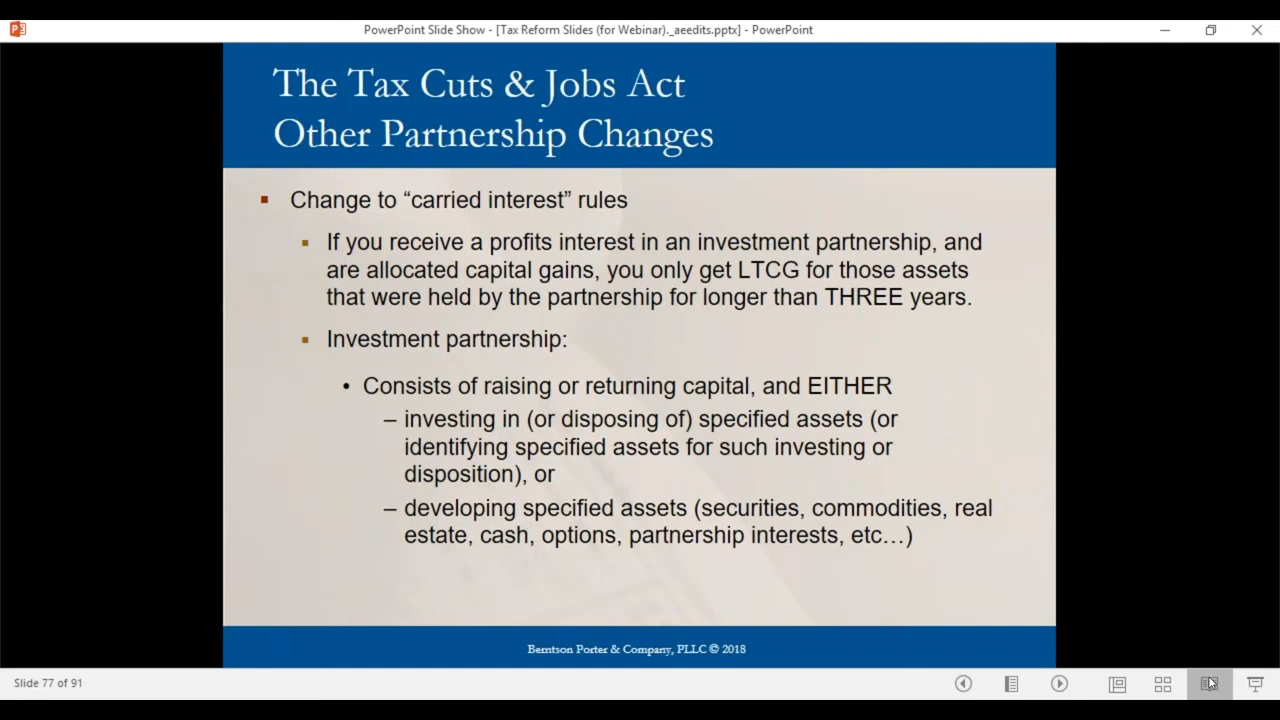 PowerPoint Slide Show - [Tax Reform Slides (for Webinar)._aeedits.pptx] - PowerPoint
The Tax Cuts & Jobs Act
Other Partnership Changes
▪ Change to “carried interest” rules
▪ If you receive a profits interest in an investment partnership, and
are allocated capital gains, you only get LTCG for those assets
that were held by the partnership for longer than THREE years.
▪ Investment partnership:
• Consists of raising or returning capital, and EITHER
– investing in (or disposing of) specified assets (or
identifying specified assets for such investing or
disposition), or
– developing specified assets (securities, commodities, real
estate, cash, options, partnership interests, etc…)
Berntson Porter & Company, PLLC © 2018
Slide 77 of 91